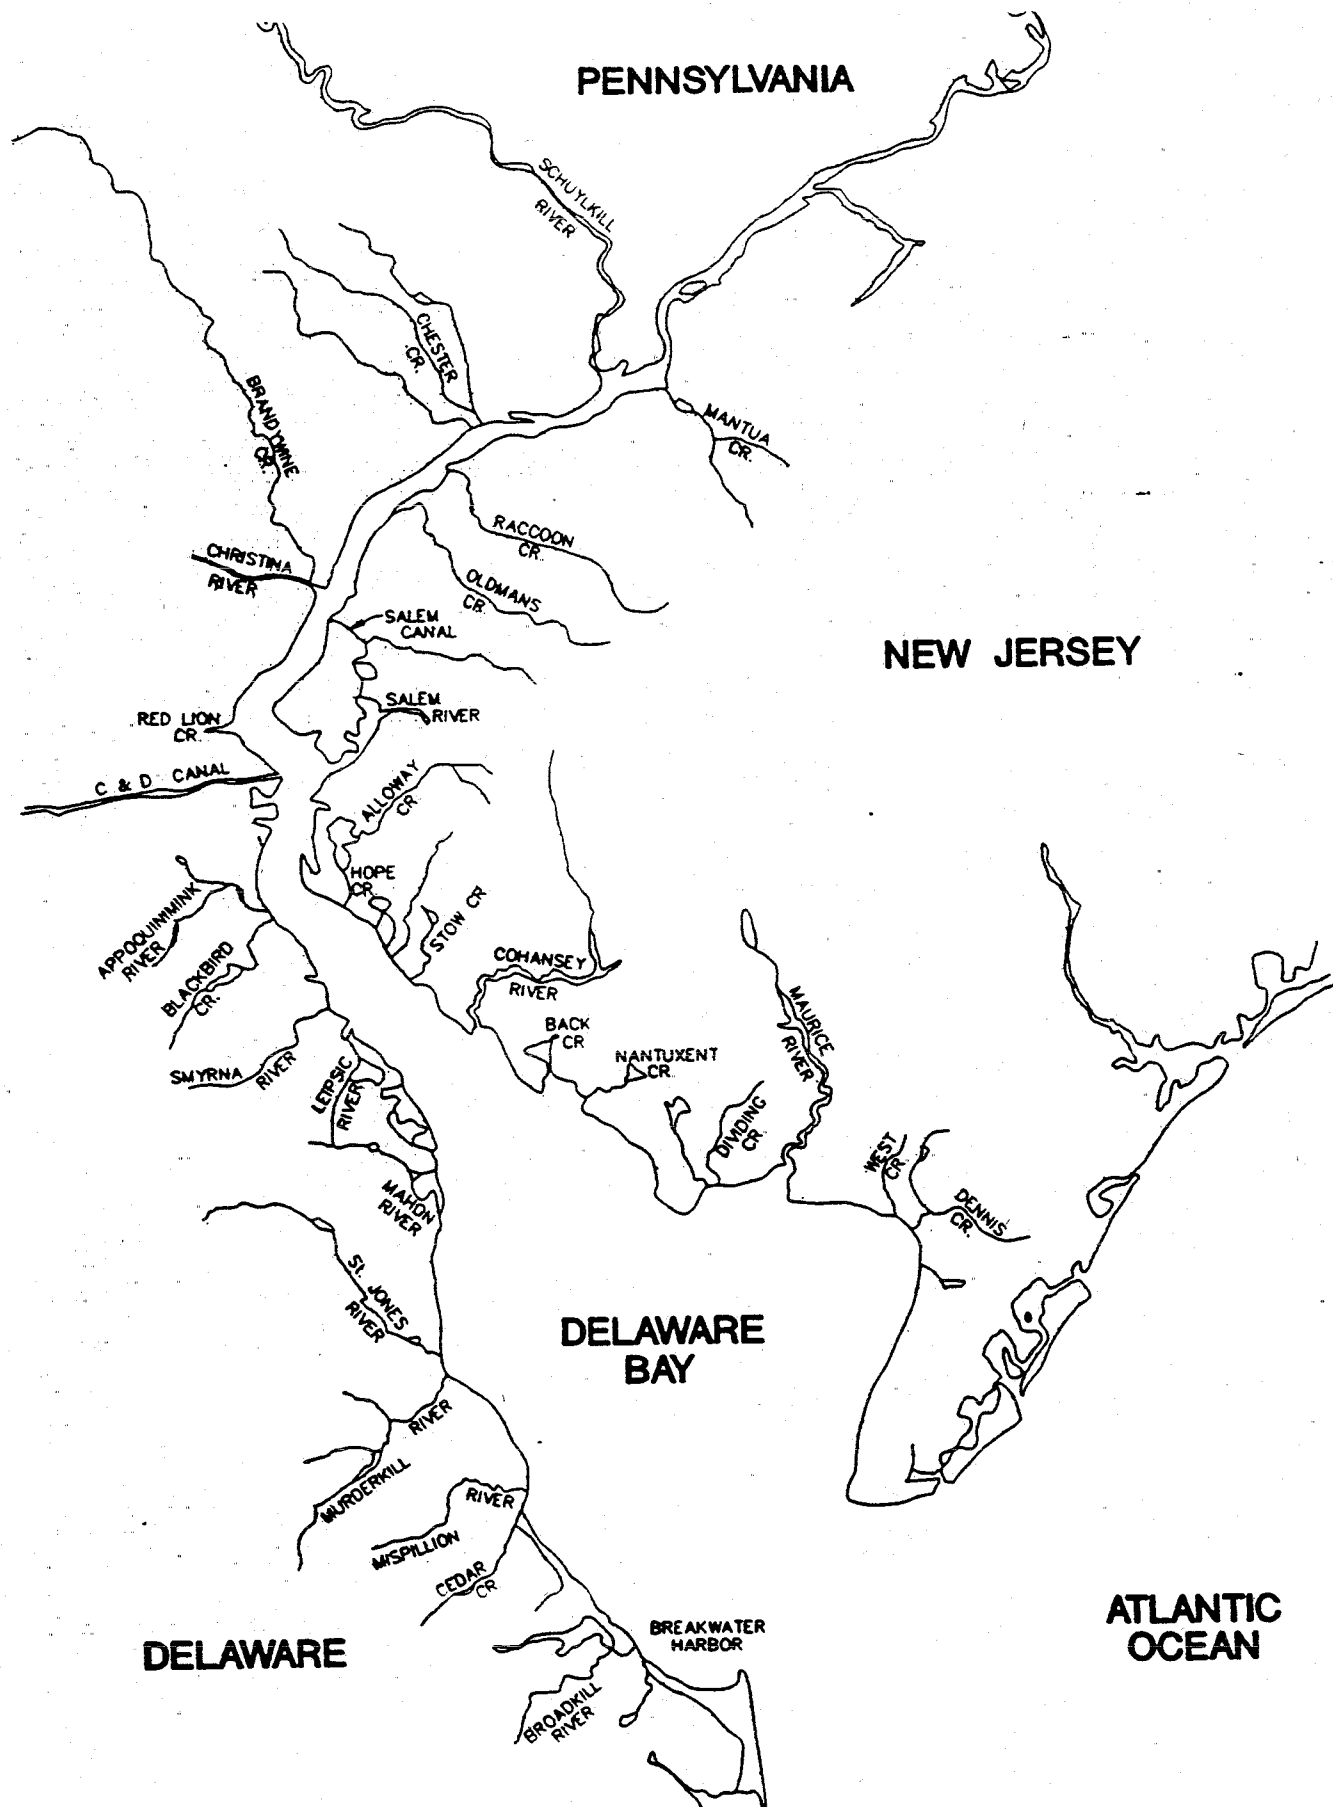 PENNSYLVANIA
SCHUYLKILL
RIVER
CHESTER
CR.
BRANDYWINE
CR.
MANTUA
CR.
RACCOON
CR.
CHRISTINA
RIVER
OLDMANS
CR.
SALEM
CANAL
NEW JERSEY
SALEM
RIVER
RED LION
CR.
C & D CANAL
ALLOWAY
CR.
HOPE
CR.
STOW CR
APPOQUINIMINK
RIVER
BLACKBIRD
CR.
COHANSEY
RIVER
MAURICE
RIVER
BACK
CR
NANTUXENT
CR.
SMYRNA RIVER
LEIPSIC
RIVER
DIVIDING
CR.
WEST
CR.
DENNIS
CR.
MAHON
RIVER
St. JONES
RIVER
DELAWARE
BAY
MURDERKILL RIVER
MISPILLION RIVER
CEDAR
CR
BREAKWATER
HARBOR
ATLANTIC
OCEAN
DELAWARE
BROADKILL
RIVER